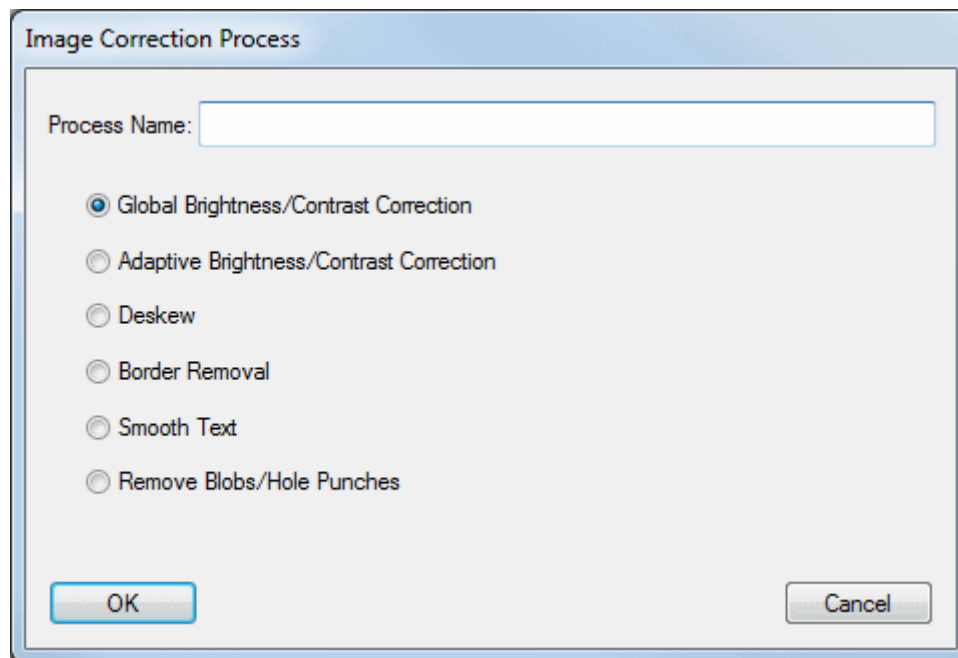 Image Correction Process
Process Name:
Global Brightness/Contrast Correction
Adaptive Brightness/Contrast Correction
Deskew
Border Removal
Smooth Text
Remove Blobs/Hole Punches
OK Cancel